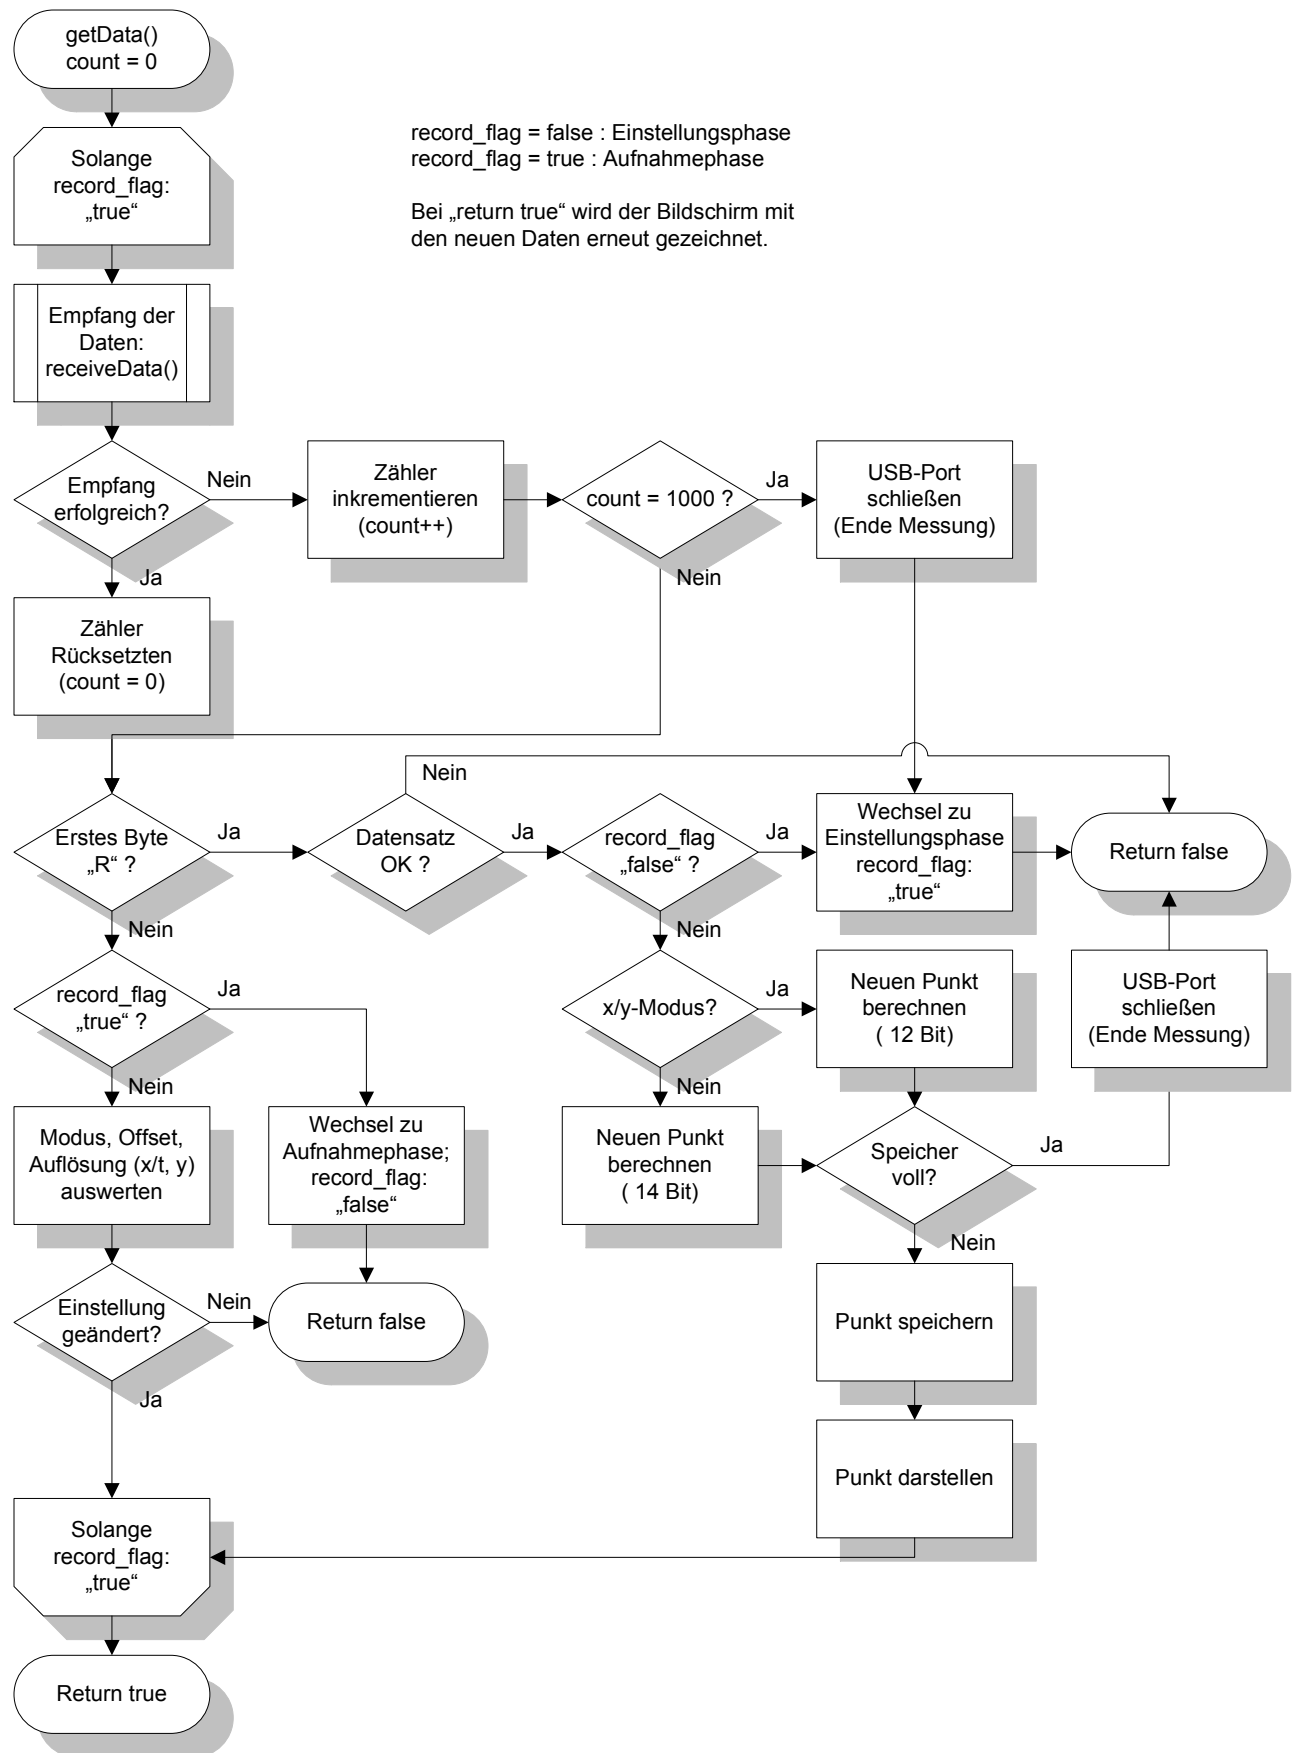 getData()
count = 0
record_flag = false : Einstellungsphase
record_flag = true : Aufnahmephase
Bei „return true“ wird der Bildschirm mit
den neuen Daten erneut gezeichnet.
Solange
record_flag:
„true“
Empfang der
Daten:
receiveData()
Empfang
erfolgreich?
Nein
Ja
Zähler
inkrementieren
(count++)
count = 1000 ?
Ja
Nein
USB-Port
schließen
(Ende Messung)
Zähler
Rücksetzten
(count = 0)
Erstes Byte
„R“ ?
Ja
Nein
Datensatz
OK ?
Nein
Ja
record_flag
„false“ ?
Ja
Nein
Wechsel zu
Einstellungsphase
record_flag:
„true“
Return false
record_flag
„true“ ?
Ja
Nein
x/y-Modus?
Ja
Nein
Neuen Punkt
berechnen
( 12 Bit)
USB-Port
schließen
(Ende Messung)
Modus, Offset,
Auflösung (x/t, y)
auswerten
Wechsel zu
Aufnahmephase;
record_flag:
„false“
Neuen Punkt
berechnen
( 14 Bit)
Speicher
voll?
Ja
Nein
Einstellung
geändert?
Nein
Ja
Return false
Punkt speichern
Punkt darstellen
Solange
record_flag:
„true“
Return true